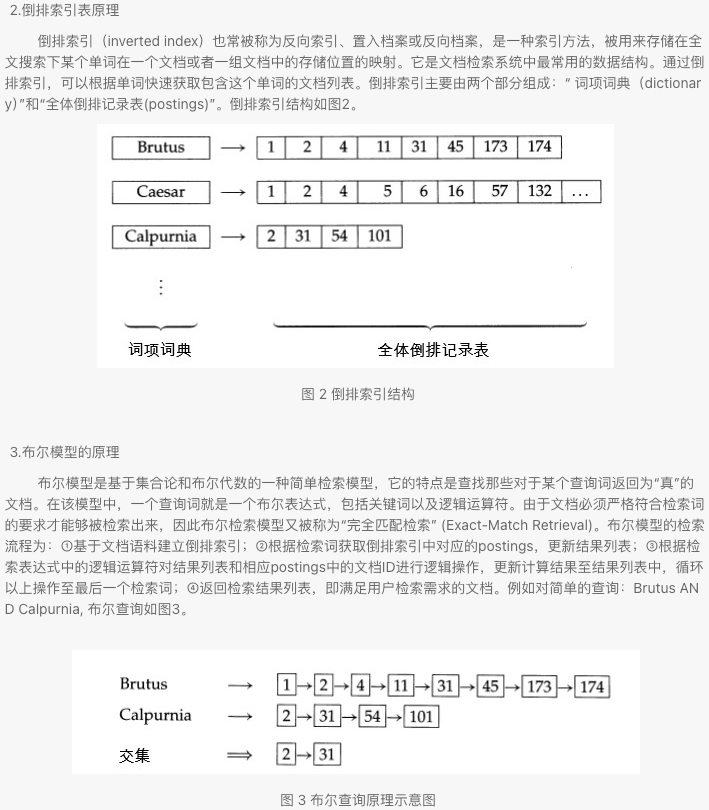 2.倒排索引表原理
倒排索引（inverted index）也常被称为反向索引、置入档案或反向档案，是一种索引方法，被用来存储在全
文搜索下某个单词在一个文档或者一组文档中的存储位置的映射。它是文档检索系统中最常用的数据结构。通过倒
排索引，可以根据单词快速获取包含这个单词的文档列表。倒排索引主要由两个部分组成：“ 词项词典（dictionar
y）”和“全体倒排记录表(postings)”。倒排索引结构如图2。
Brutus → 1 2 4 11 31 45 173 174
Caesar → 1 2 4 5 6 16 57 132 ...
Calpurnia → 2 31 54 101
⋮
词项词典 全体倒排记录表
图 2 倒排索引结构
3.布尔模型的原理
布尔模型是基于集合论和布尔代数的一种简单检索模型，它的特点是查找那些对于某个查询词返回为“真”的
文档。在该模型中，一个查询词就是一个布尔表达式，包括关键词以及逻辑运算符。由于文档必须严格符合检索词
的要求才能够被检索出来，因此布尔检索模型又被称为“完全匹配检索” (Exact-Match Retrieval)。布尔模型的检索
流程为：①基于文档语料建立倒排索引；②根据检索词获取倒排索引中对应的postings，更新结果列表；③根据检
索表达式中的逻辑运算符对结果列表和相应postings中的文档ID进行逻辑操作，更新计算结果至结果列表中，循环
以上操作至最后一个检索词；④返回检索结果列表，即满足用户检索需求的文档。例如对简单的查询：Brutus AN
D Calpurnia, 布尔查询如图3。
Brutus → 1→2→4→11→31→45→173→174
Calpurnia → 2→31→54→101
交集 ⇒ 2→31
图 3 布尔查询原理示意图